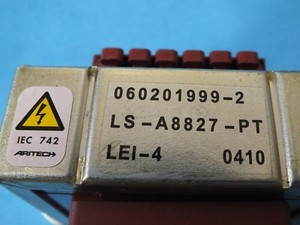 060201999-2
LS-A8827-PT
LEI-4 0410
IEC 742
ARITECH